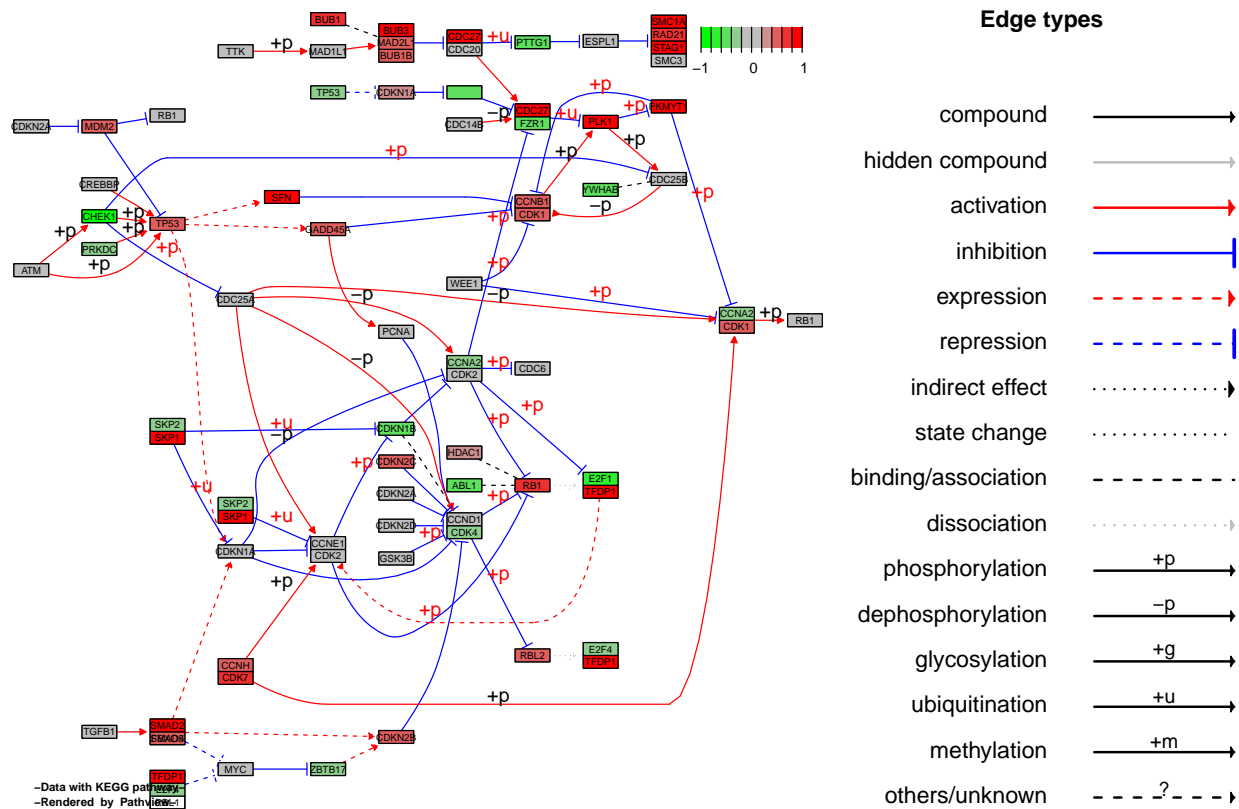 Edge types
BUB1
BUB3
MAD2L1
BUB1B
TTK
+p
MAD1L1
CDC27
CDC20
+u
PTTG1
ESPL1
SMC1A
RAD21
STAG1
SMC3
−1
0
1
TP53
CDKN1A
CDC27
FZR1
CDC14B
−p
+u
PLK1
+p
PKMYT1
+p
CDKN2A
MDM2
RB1
+p
+p
+p
CDC25B
YWHAB
−p
+p
CREBBP
CHEK1
+p
+p
TP53
+p
PRKDC
ATM
+p
+p
SFN
GADD45A
CCNB1
CDK1
+p
+p
WEE1
−p
+p
CDC25A
−p
PCNA
−p
CCNA2
CDK1
+p
RB1
CCNA2
CDK2
+p
CDC6
+p
+p
SKP2
SKP1
+u
−p
CDKN1B
CDKN2C
+p
HDAC1
ABL1
RB1
E2F1
TFDP1
CDKN2A
+p
+u
SKP2
SKP1
+u
CDKN2D
CCND1
CDK4
+p
CDKN1A
CCNE1
CDK2
GSK3B
+p
+p
+p
RBL2
E2F4
TFDP1
CCNH
CDK7
+p
TGFB1
SMAD2
CDKN2B
MYC
ZBTB17
TFDP1
−Data with KEGG pathway−
−Rendered by Pathview−
compound
hidden compound
activation
inhibition
expression
repression
indirect effect
state change
binding/association
dissociation
phosphorylation
+p
dephosphorylation
−p
glycosylation
+g
ubiquitination
+u
methylation
+m
others/unknown
?